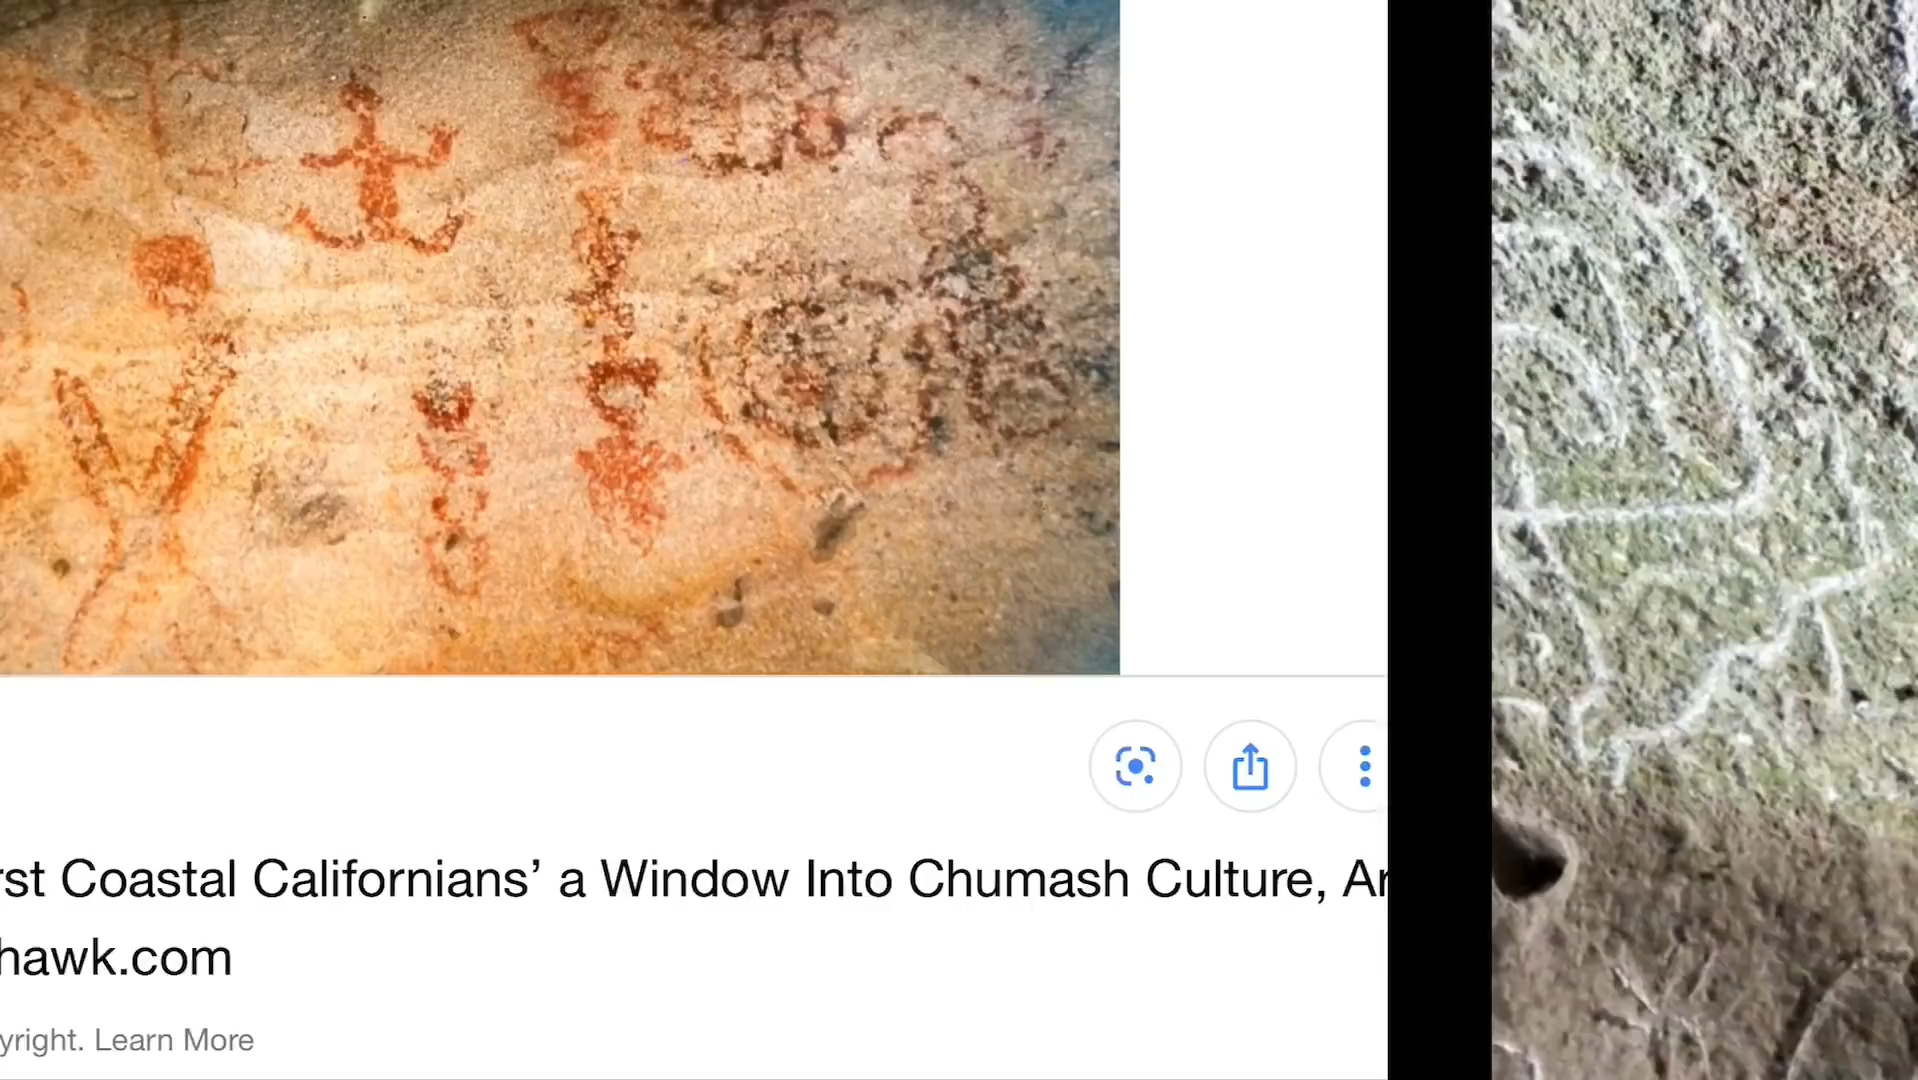 rst Coastal Californians’ a Window Into Chumash Culture, Ar
hawk.com
yright. Learn More